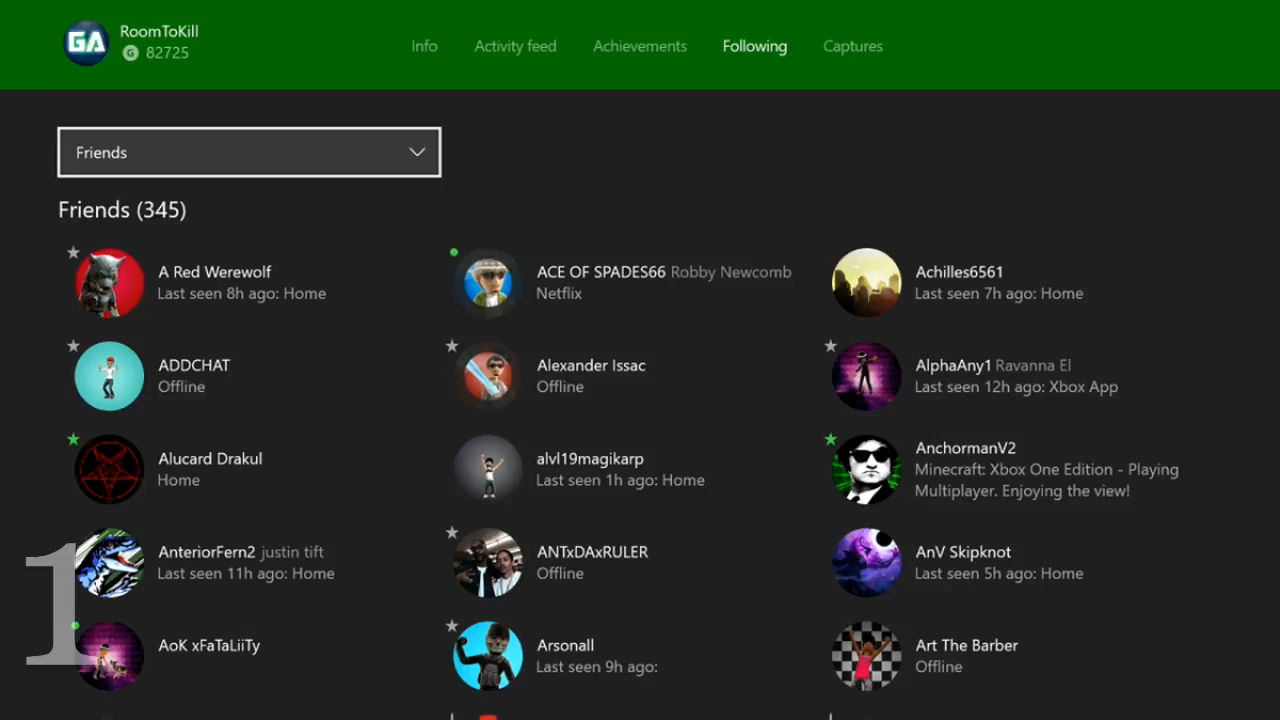 GA
RoomToKill
G 82725
Info
Activity feed
Achievements
Following
Captures
Friends
Friends (345)
A Red Werewolf
Last seen 8h ago: Home
ACE OF SPADES66 Robby Newcomb
Netflix
Achilles6561
Last seen 7h ago: Home
ADDCHAT
Offline
Alexander Issac
Offline
AlphaAny1 Ravanna El
Last seen 12h ago: Xbox App
Alucard Drakul
Home
alvl19magikarp
Last seen 1h ago: Home
AnchormanV2
Minecraft: Xbox One Edition - Playing
Multiplayer. Enjoying the view!
AnteriorFern2 justin tift
Last seen 11h ago: Home
ANTxDAxRULER
Offline
AnV Skipknot
Last seen 5h ago: Home
AoK xFaTaLiiTy
Arsonall
Last seen 9h ago:
Art The Barber
Offline
1